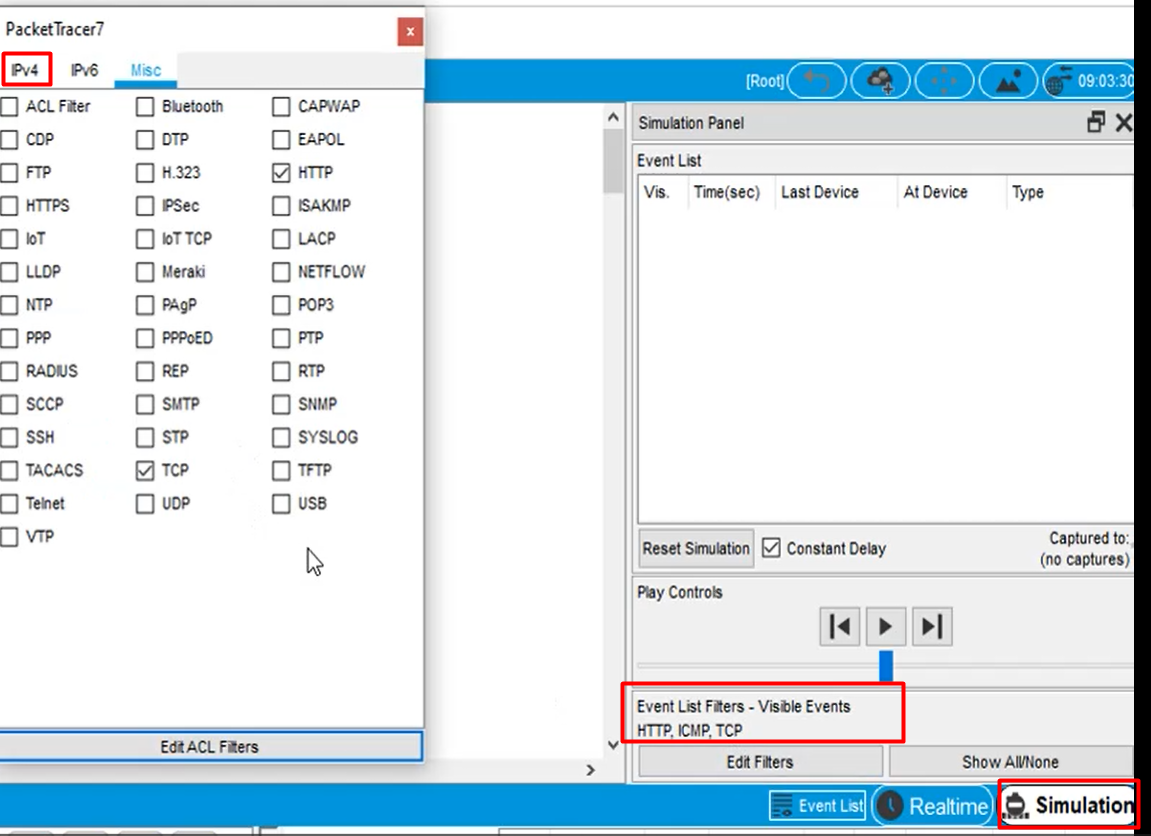 PacketTracer7
x
IPv4 IPv6 Misc
ACL Filter Bluetooth CAPWAP
CDP DTP EAPOL
FTP H.323 HTTP
HTTPS IPSec ISAKMP
IoT IoT TCP LACP
LLDP Meraki NETFLOW
NTP PAgP POP3
PPP PPPoED PTP
RADIUS REP RTP
SCCP SMTP SNMP
SSH STP SYSLOG
TACACS TCP TFTP
Telnet UDP USB
VTP
Edit ACL Filters
[Root] 09:03:30
Simulation Panel
Event List
Vis. Time(sec) Last Device At Device Type
Reset Simulation Constant Delay
Captured to:
(no captures)
Play Controls
Event List Filters - Visible Events
HTTP, ICMP, TCP
Edit Filters Show All/None
Event List Realtime Simulation